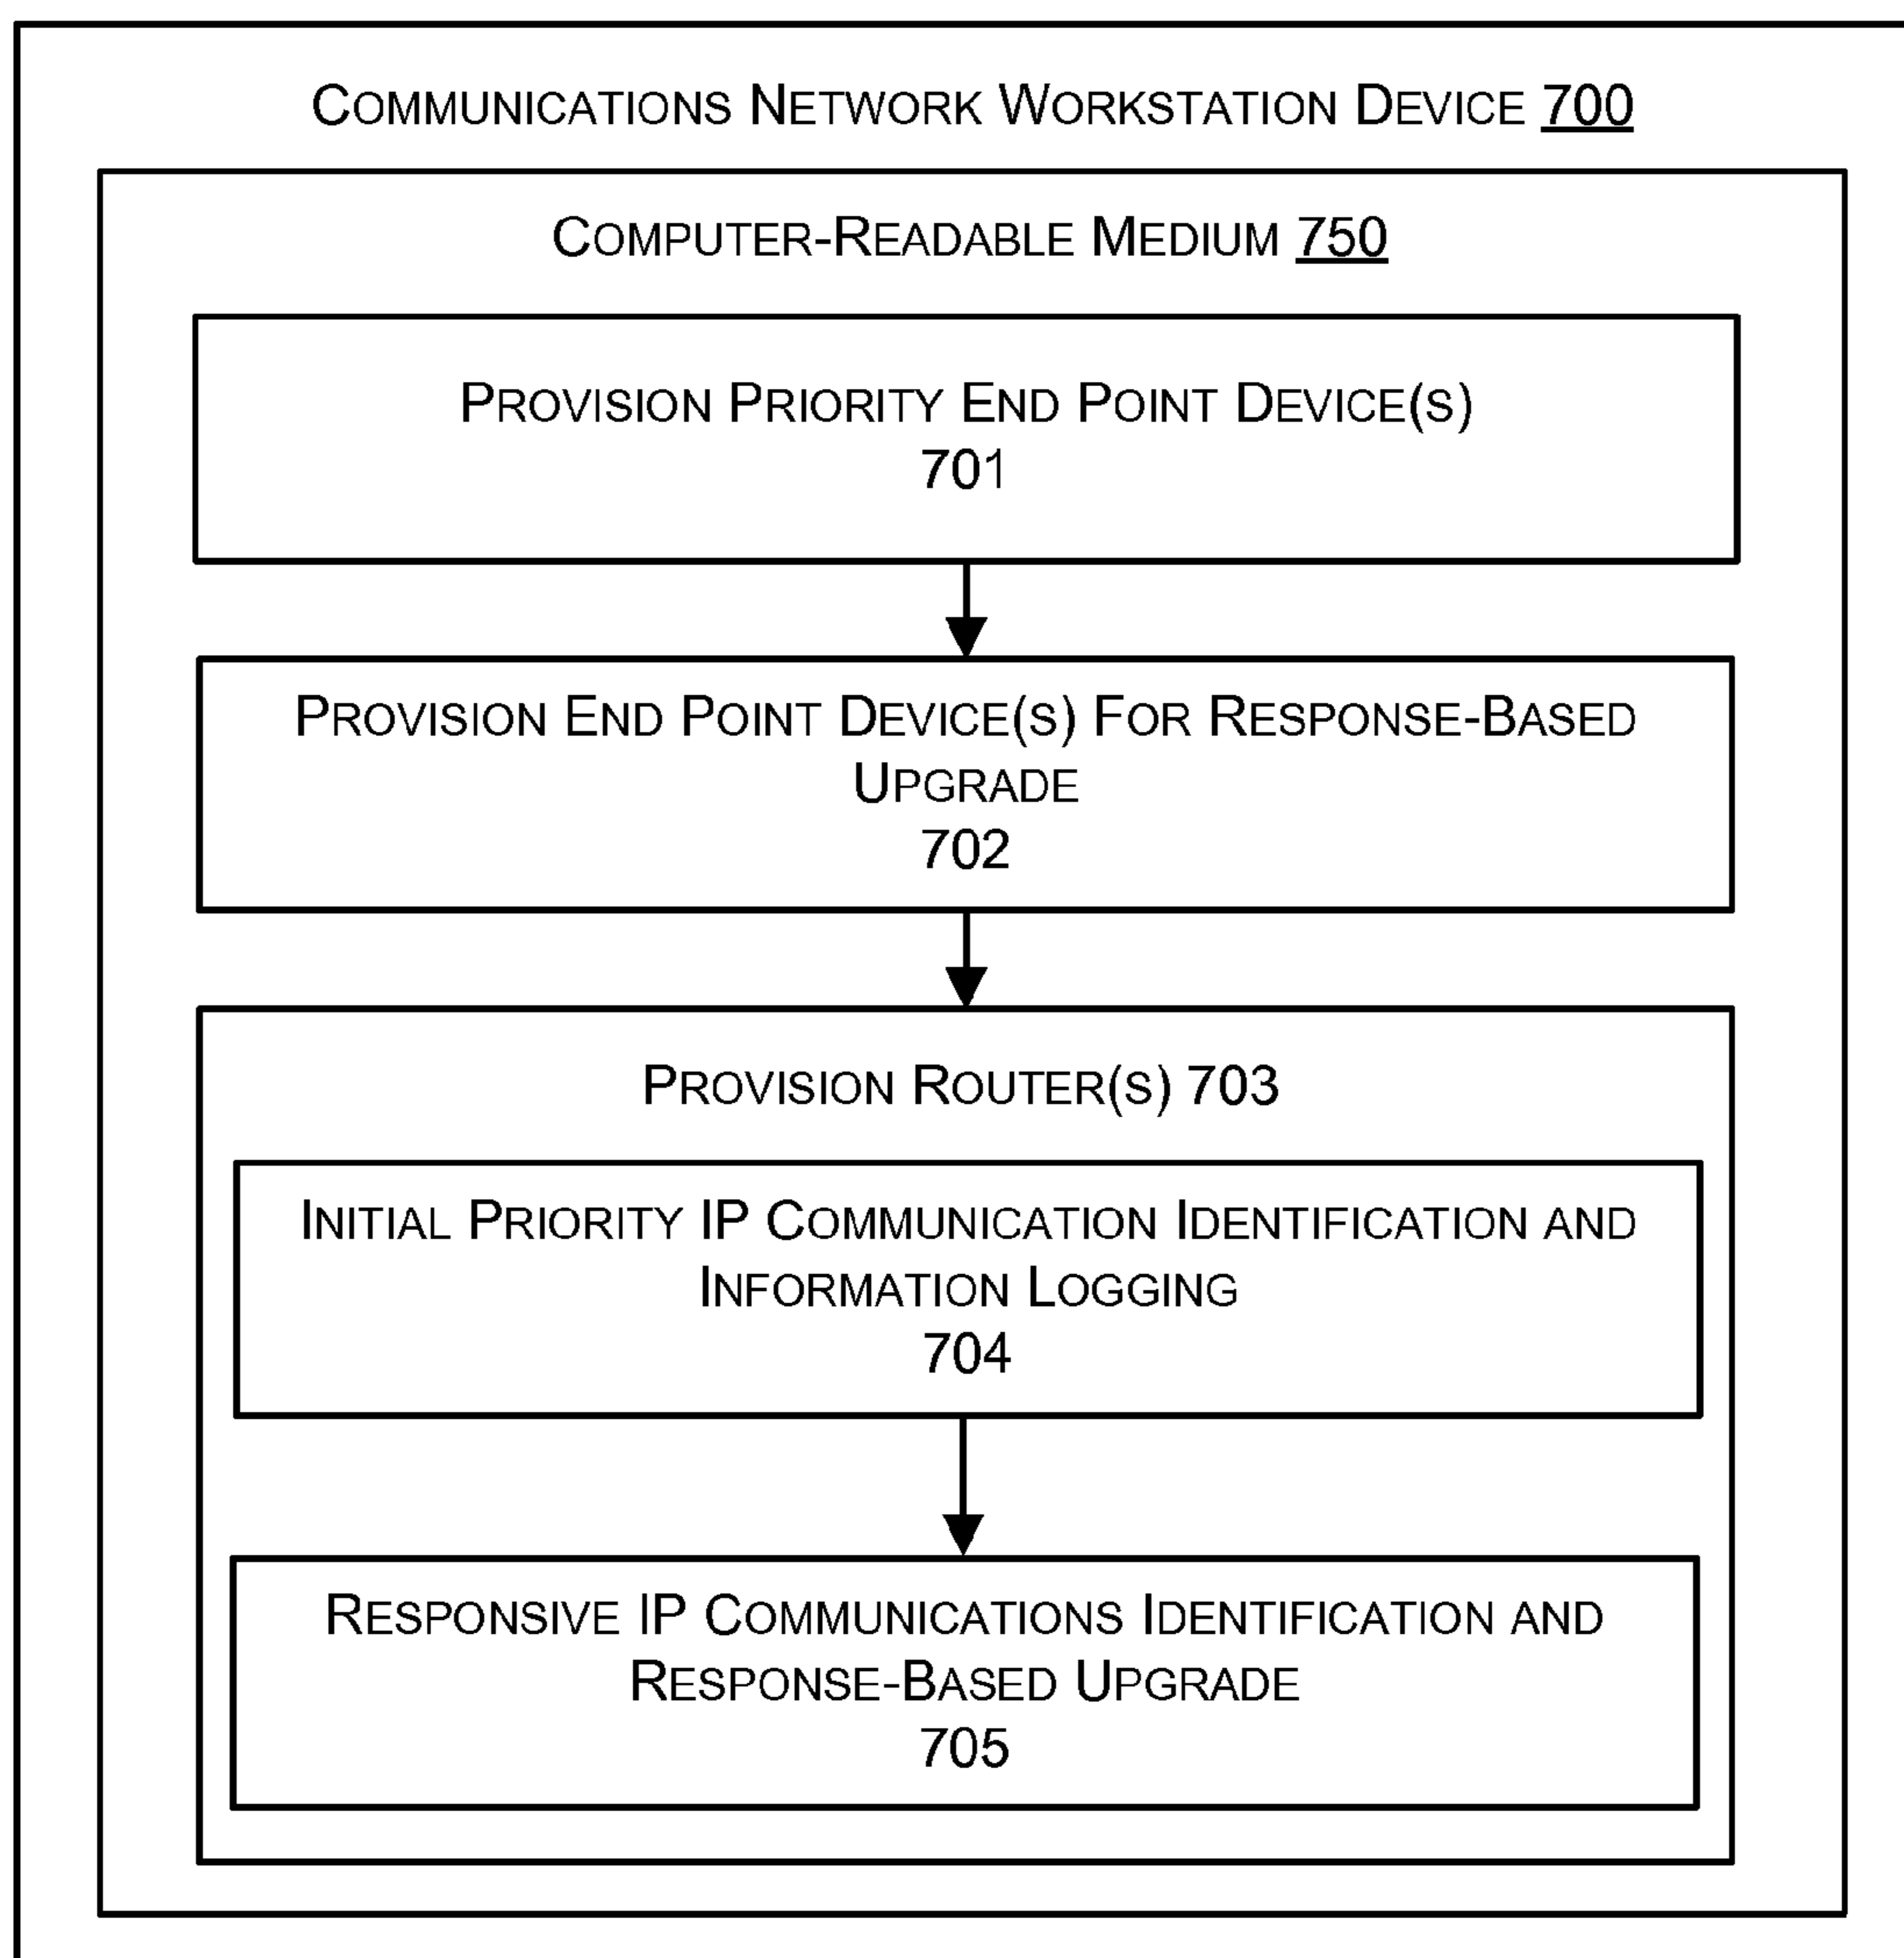 COMMUNICATIONS NETWORK WORKSTATION DEVICE 700
COMPUTER-READABLE MEDIUM 750
PROVISION PRIORITY END POINT DEVICE(S)
701
PROVISION END POINT DEVICE(S) FOR RESPONSE-BASED
UPGRADE
702
PROVISION ROUTER(S) 703
INITIAL PRIORITY IP COMMUNICATION IDENTIFICATION AND
INFORMATION LOGGING
704
RESPONSIVE IP COMMUNICATIONS IDENTIFICATION AND
RESPONSE-BASED UPGRADE
705